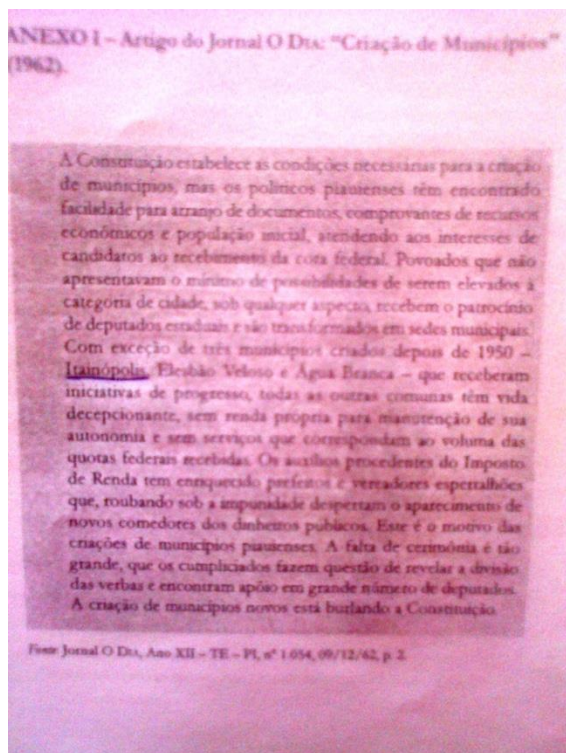 ANEXO I – Artigo do Jornal O DIA: "Criação de Municípios"
(1962).
A Constituição estabelece as condições necessárias para a criação
de municípios, mas os políticos piauienses têm encontrado
facilidade para arranjo de documentos, comprovantes de recursos
econômicos e população inicial, atendendo aos interesses de
candidatos ao recebimento da cota federal. Povoados que não
apresentavam o mínimo de possibilidades de serem elevados à
categoria de cidade, sob qualquer aspecto, recebem o patrocínio
de deputados estaduais e são transformados em sedes municipais.
Com exceção de três municípios criados depois de 1950 –
Itainópolis, Elesbão Veloso e Água Branca – que receberam
iniciativas de progresso, todas as outras comunas têm vida
decepcionante, sem renda própria para manutenção de sua
autonomia e sem serviços que correspondam ao volume das
quotas federais recebidas. Os auxílios procedentes do Imposto
de Renda tem enriquecido prefeitos e vereadores espertalhões
que, roubando sob a impunidade despertam o aparecimento de
novos comedores dos dinheiros públicos. Este é o motivo das
criações de municípios piauienses. A falta de cerimônia é tão
grande, que os cumpliciados fazem questão de revelar a divisão
das verbas e encontram apôio em grande número de deputados.
A criação de municípios novos está burlando a Constituição.
Fonte: Jornal O DIA, Ano XII – TE – PI, nº 1.054, 09/12/62, p. 2.